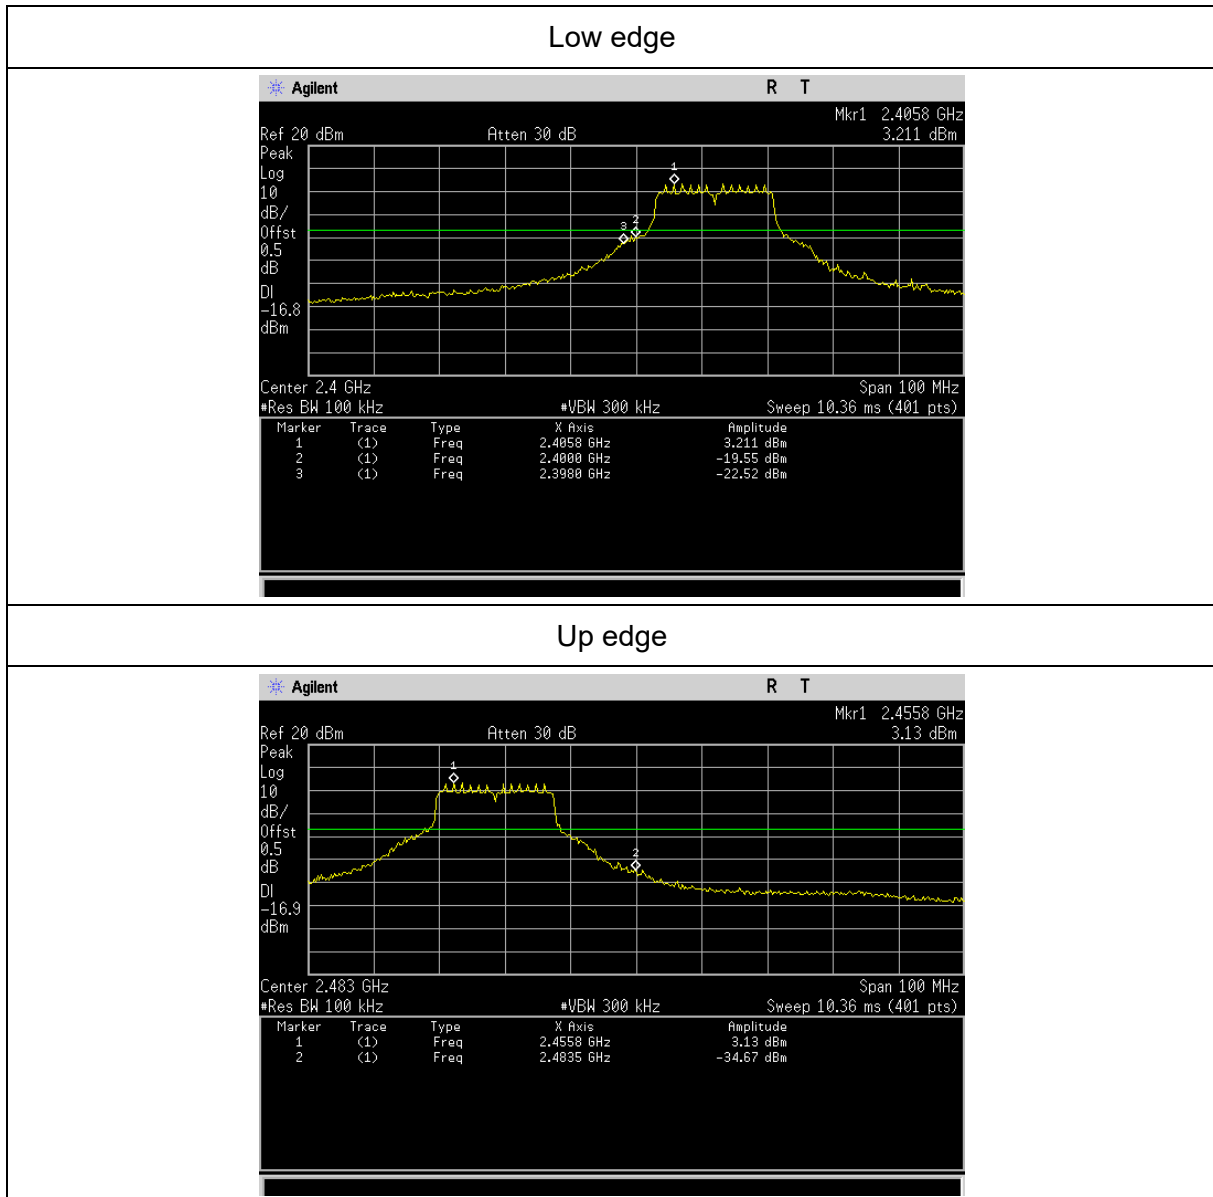 Low edge
Agilent R T
Mkr1 2.4058 GHz
Ref 20 dBm Atten 30 dB 3.211 dBm
Peak
Log
10
dB/
Offst
0.5
dB
DI
-16.8
dBm
1
3 2
Center 2.4 GHz Span 100 MHz
#Res BW 100 kHz #VBW 300 kHz Sweep 10.36 ms (401 pts)
Marker Trace Type X Axis Amplitude
1 (1) Freq 2.4058 GHz 3.211 dBm
2 (1) Freq 2.4000 GHz -19.55 dBm
3 (1) Freq 2.3980 GHz -22.52 dBm
Up edge
Agilent R T
Mkr1 2.4558 GHz
Ref 20 dBm Atten 30 dB 3.13 dBm
Peak
Log
10
dB/
Offst
0.5
dB
DI
-16.9
dBm
1
2
Center 2.483 GHz Span 100 MHz
#Res BW 100 kHz #VBW 300 kHz Sweep 10.36 ms (401 pts)
Marker Trace Type X Axis Amplitude
1 (1) Freq 2.4558 GHz 3.13 dBm
2 (1) Freq 2.4835 GHz -34.67 dBm